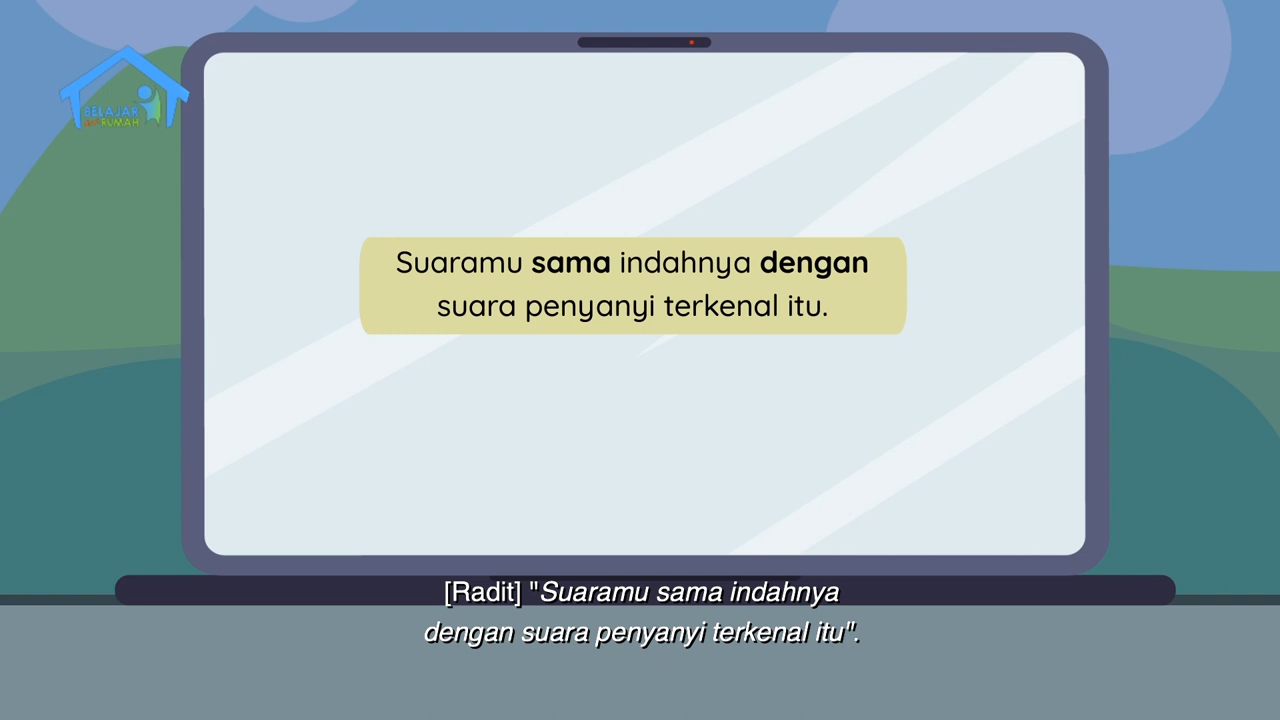 BELAJAR
dari RUMAH
Suaramu sama indahnya dengan
suara penyanyi terkenal itu.
[Radit] "Suaramu sama indahnya
dengan suara penyanyi terkenal itu".